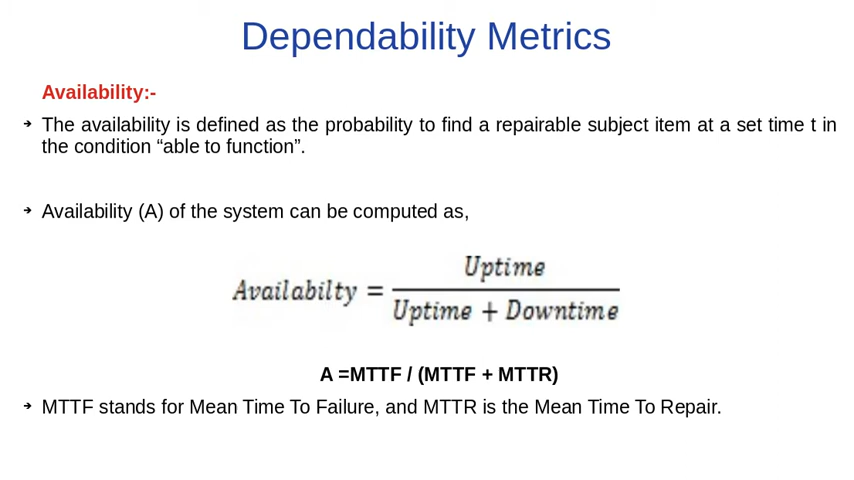 Dependability Metrics
Availability:-
➔ The availability is defined as the probability to find a repairable subject item at a set time t in
the condition “able to function”.
➔ Availability (A) of the system can be computed as,
Availabilty = Uptime / Uptime + Downtime
A =MTTF / (MTTF + MTTR)
➔ MTTF stands for Mean Time To Failure, and MTTR is the Mean Time To Repair.